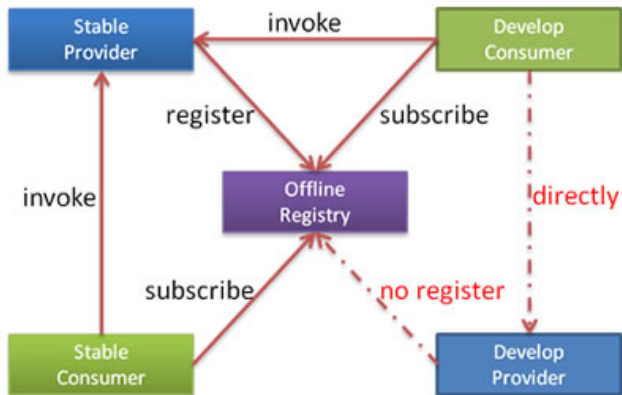 Stable
Provider
invoke
Develop
Consumer
register
subscribe
invoke
Offline
Registry
directly
subscribe
no register
Stable
Consumer
Develop
Provider